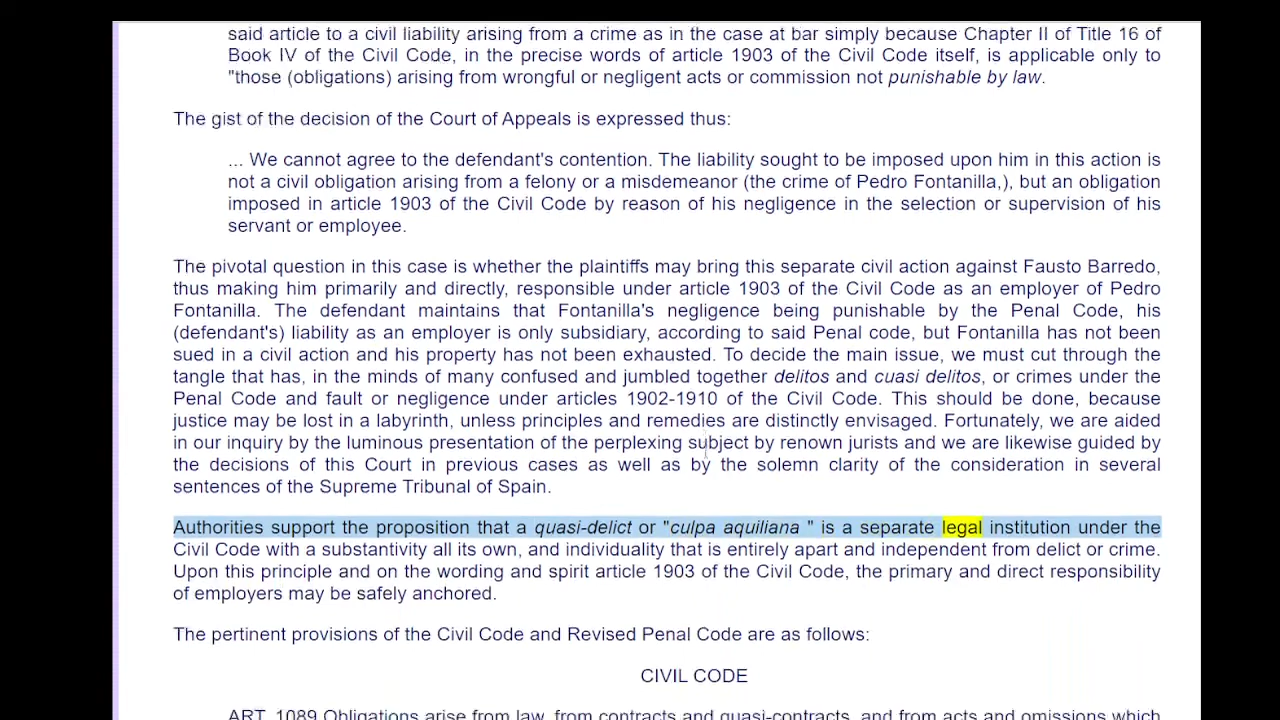 said article to a civil liability arising from a crime as in the case at bar simply because Chapter II of Title 16 of
Book IV of the Civil Code, in the precise words of article 1903 of the Civil Code itself, is applicable only to
"those (obligations) arising from wrongful or negligent acts or commission not punishable by law.
The gist of the decision of the Court of Appeals is expressed thus:
... We cannot agree to the defendant's contention. The liability sought to be imposed upon him in this action is
not a civil obligation arising from a felony or a misdemeanor (the crime of Pedro Fontanilla,), but an obligation
imposed in article 1903 of the Civil Code by reason of his negligence in the selection or supervision of his
servant or employee.
The pivotal question in this case is whether the plaintiffs may bring this separate civil action against Fausto Barredo,
thus making him primarily and directly, responsible under article 1903 of the Civil Code as an employer of Pedro
Fontanilla. The defendant maintains that Fontanilla's negligence being punishable by the Penal Code, his
(defendant's) liability as an employer is only subsidiary, according to said Penal code, but Fontanilla has not been
sued in a civil action and his property has not been exhausted. To decide the main issue, we must cut through the
tangle that has, in the minds of many confused and jumbled together delitos and cuasi delitos, or crimes under the
Penal Code and fault or negligence under articles 1902-1910 of the Civil Code. This should be done, because
justice may be lost in a labyrinth, unless principles and remedies are distinctly envisaged. Fortunately, we are aided
in our inquiry by the luminous presentation of the perplexing subject by renown jurists and we are likewise guided by
the decisions of this Court in previous cases as well as by the solemn clarity of the consideration in several
sentences of the Supreme Tribunal of Spain.
Authorities support the proposition that a quasi-delict or "culpa aquiliana " is a separate legal institution under the
Civil Code with a substantivity all its own, and individuality that is entirely apart and independent from delict or crime.
Upon this principle and on the wording and spirit article 1903 of the Civil Code, the primary and direct responsibility
of employers may be safely anchored.
The pertinent provisions of the Civil Code and Revised Penal Code are as follows:
CIVIL CODE
ART. 1089 Obligations arise from law, from contracts and quasi-contracts, and from acts and omissions which